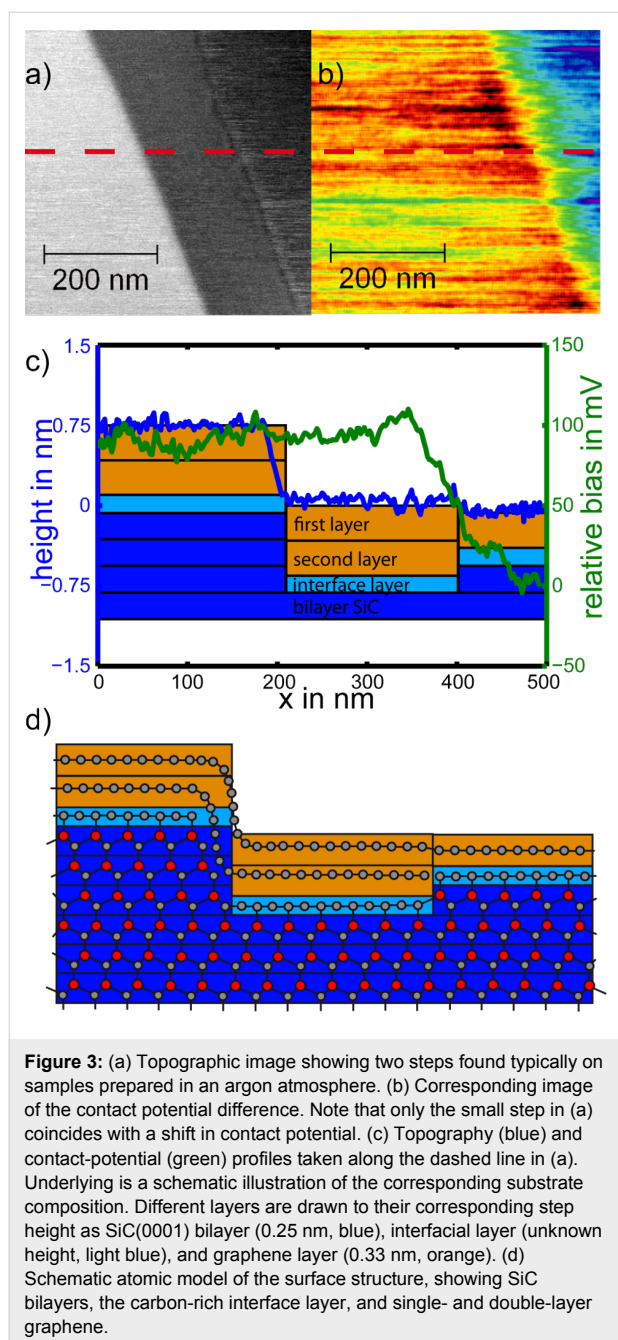 a)
b)
200 nm
200 nm
c)
1.5
0.75
0
−0.75
−1.5
height in nm
150
100
50
0
−50
relative bias in mV
first layer
second layer
interface layer
bilayer SiC
0
100
200
300
400
500
x in nm
d)
Figure 3: (a) Topographic image showing two steps found typically on
samples prepared in an argon atmosphere. (b) Corresponding image
of the contact potential difference. Note that only the small step in (a)
coincides with a shift in contact potential. (c) Topography (blue) and
contact-potential (green) profiles taken along the dashed line in (a).
Underlying is a schematic illustration of the corresponding substrate
composition. Different layers are drawn to their corresponding step
height as SiC(0001) bilayer (0.25 nm, blue), interfacial layer (unknown
height, light blue), and graphene layer (0.33 nm, orange). (d)
Schematic atomic model of the surface structure, showing SiC
bilayers, the carbon-rich interface layer, and single- and double-layer
graphene.